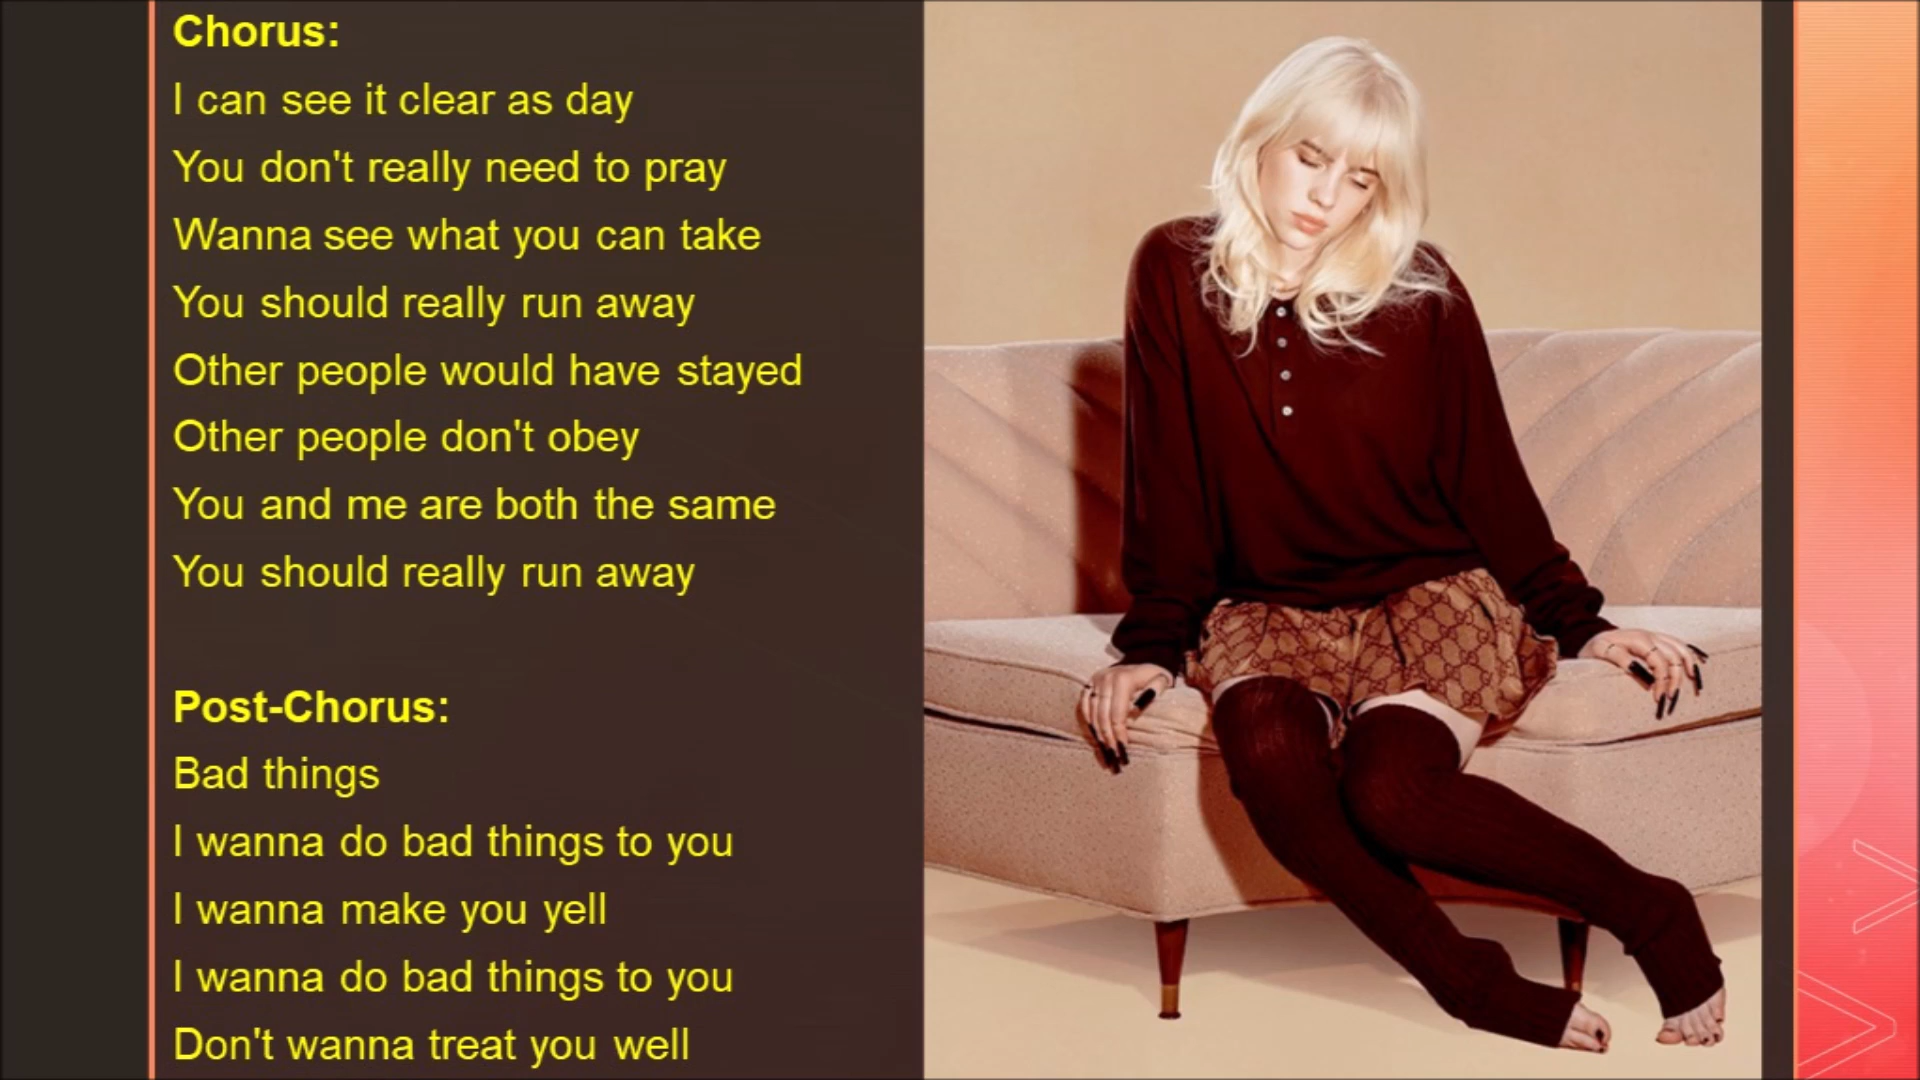 Chorus:
I can see it clear as day
You don't really need to pray
Wanna see what you can take
You should really run away
Other people would have stayed
Other people don't obey
You and me are both the same
You should really run away
Post-Chorus:
Bad things
I wanna do bad things to you
I wanna make you yell
I wanna do bad things to you
Don't wanna treat you well